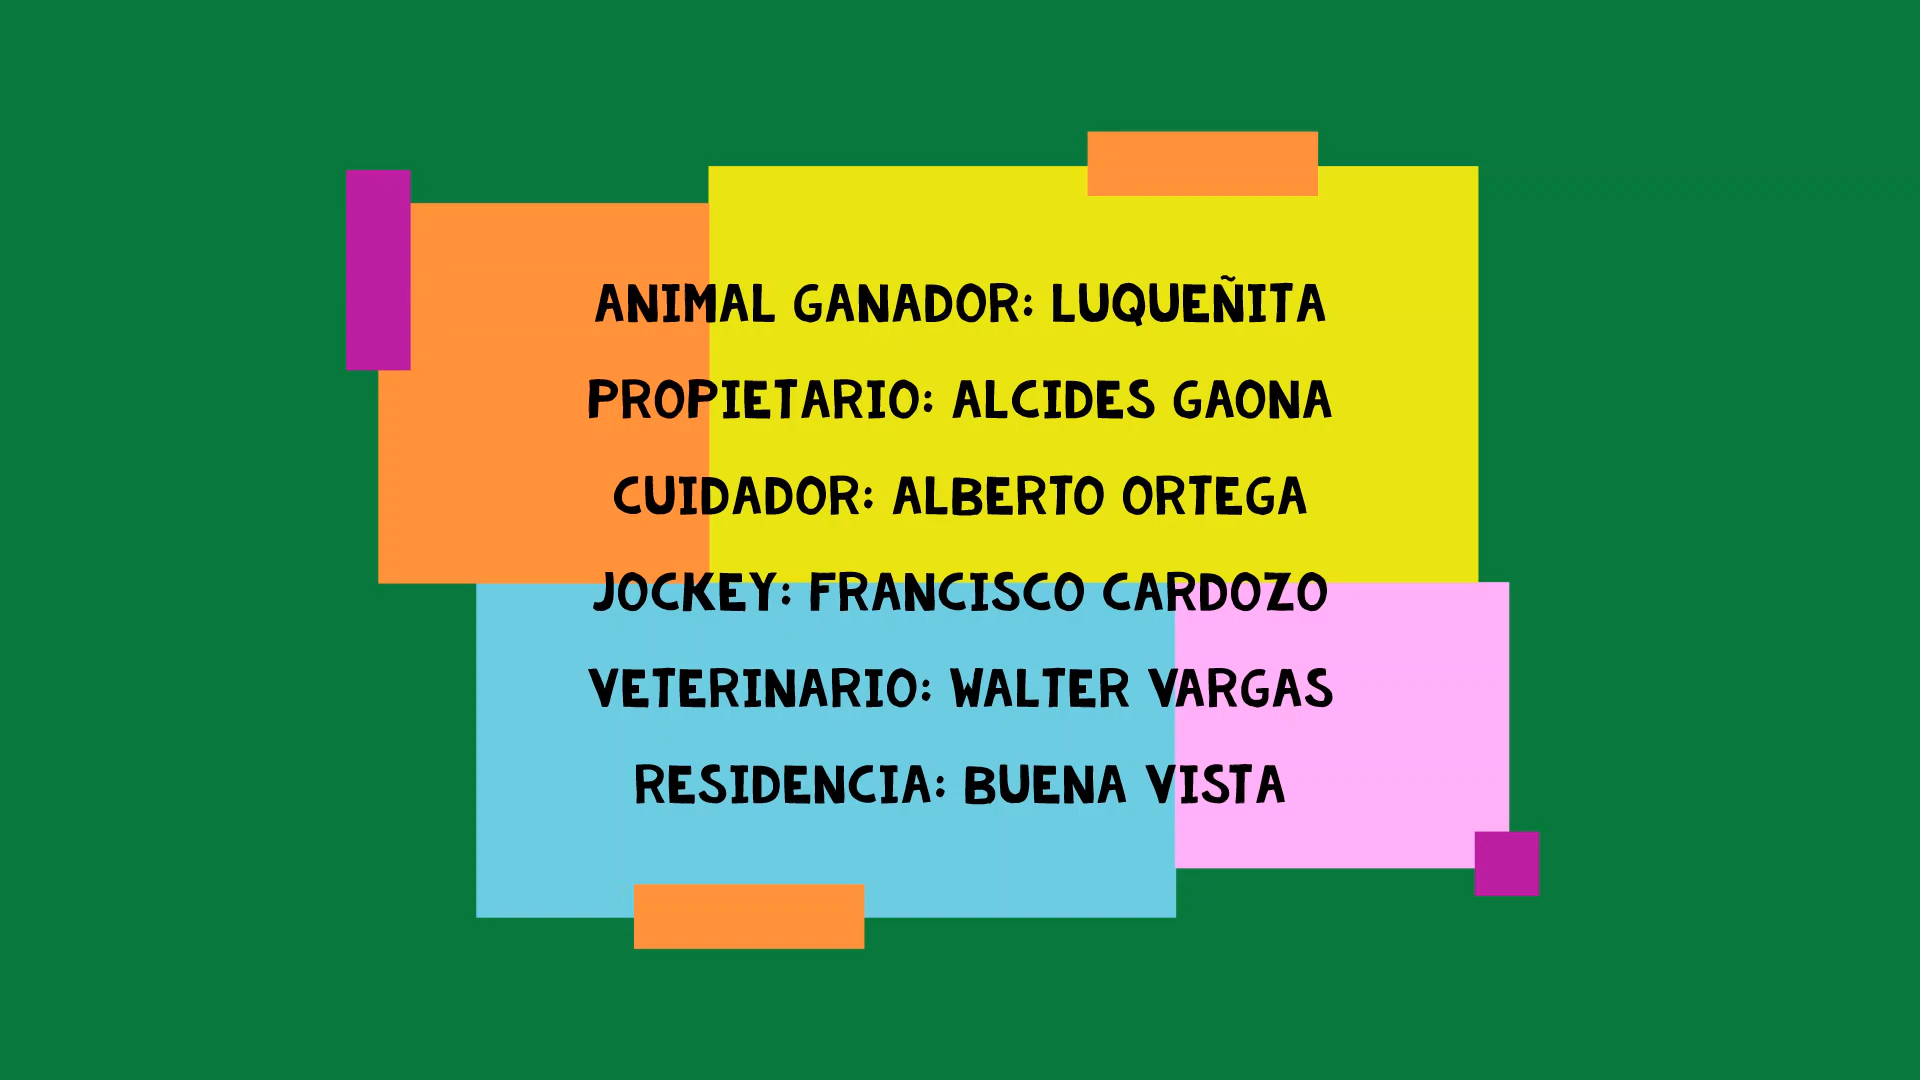 ANIMAL GANADOR: LUQUEÑITA
PROPIETARIO: ALCIDES GAONA
CUIDADOR: ALBERTO ORTEGA
JOCKEY: FRANCISCO CARDOZO
VETERINARIO: WALTER VARGAS
RESIDENCIA: BUENA VISTA